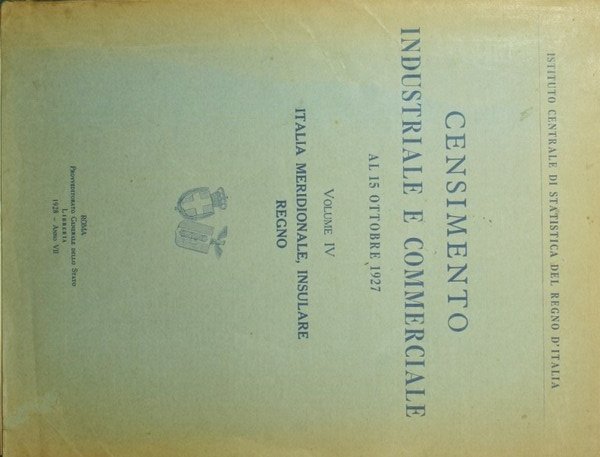 ISTITUTO CENTRALE DI STATISTICA DEL REGNO D'ITALIA
CENSIMENTO
INDUSTRIALE E COMMERCIALE
AL 15 OTTOBRE 1927
VOLUME IV
ITALIA MERIDIONALE, INSULARE
REGNO
ROMA
PROVVEDITORATO GENERALE DELLO STATO
LIBRERIA
1928 - ANNO VII